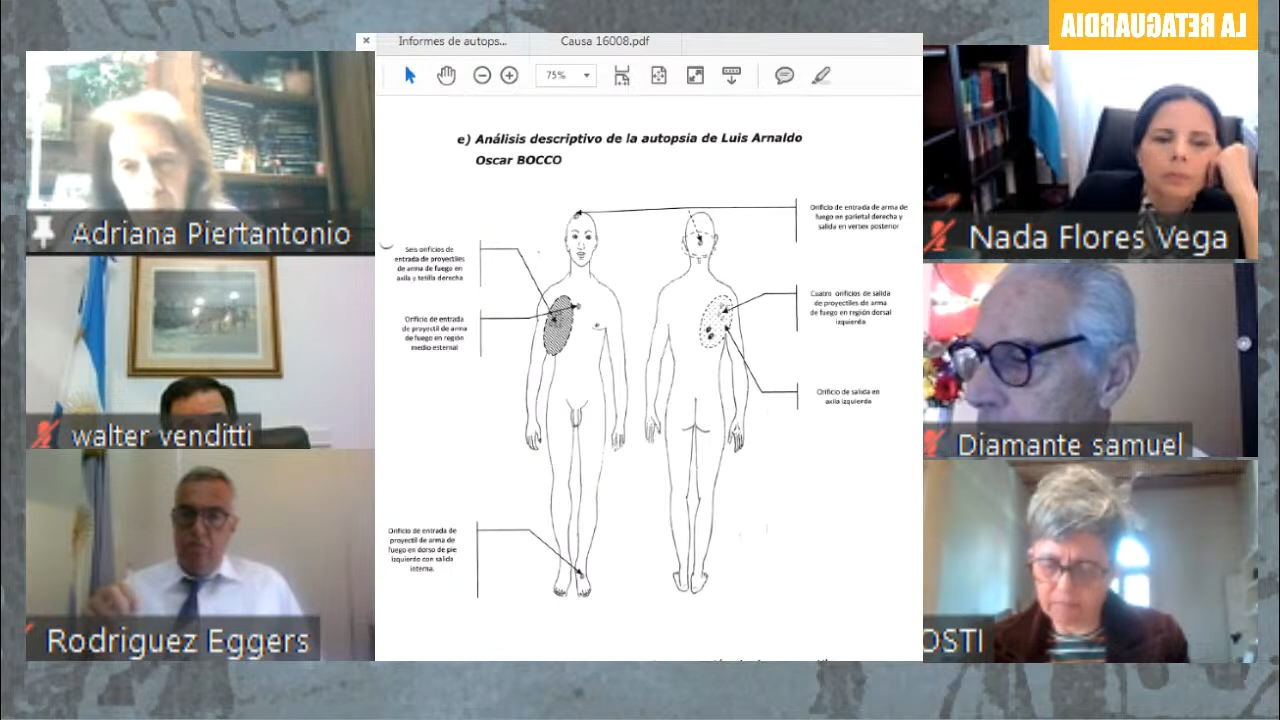 LA RETAGUARDIA
Informes de autops...
Causa 16008.pdf
75%
e) Análisis descriptivo de la autopsia de Luis Arnaldo
Oscar BOCCO
Orificio de entrada de arma de
fuego en parietal derecha y
salida en vertex posterior
Seis orificios de
entrada de proyectiles
de arma de fuego en
axila y tetilla derecha
Cuatro orificios de salida
de proyectiles de arma
de fuego en región dorsal
izquierda
Orificio de entrada
de proyectil de arma
de fuego en región
medio esternal
Orificio de salida en
axila izquierda
Orificio de entrada de
proyectil de arma de
fuego en dorso de pie
izquierdo con salida
interna.
Adriana Piertantonio
walter venditti
Rodriguez Eggers
Nada Flores Vega
Diamante samuel
OSTI